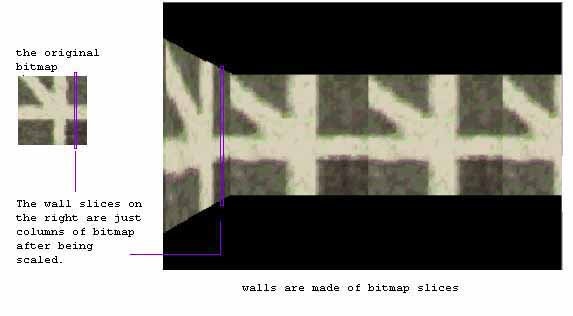 the original
bitmap
The wall slices on
the right are just
columns of bitmap
after being
scaled.
walls are made of bitmap slices